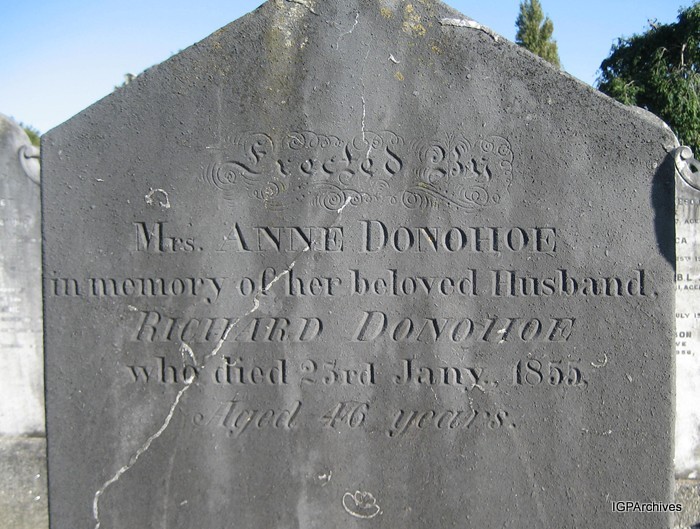 Erected By
Mrs. ANNE DONOHOE
in memory of her beloved Husband,
RICHARD DONOHOE
who died 23rd Jany., 1855,
Aged 46 years.
IGPArchives